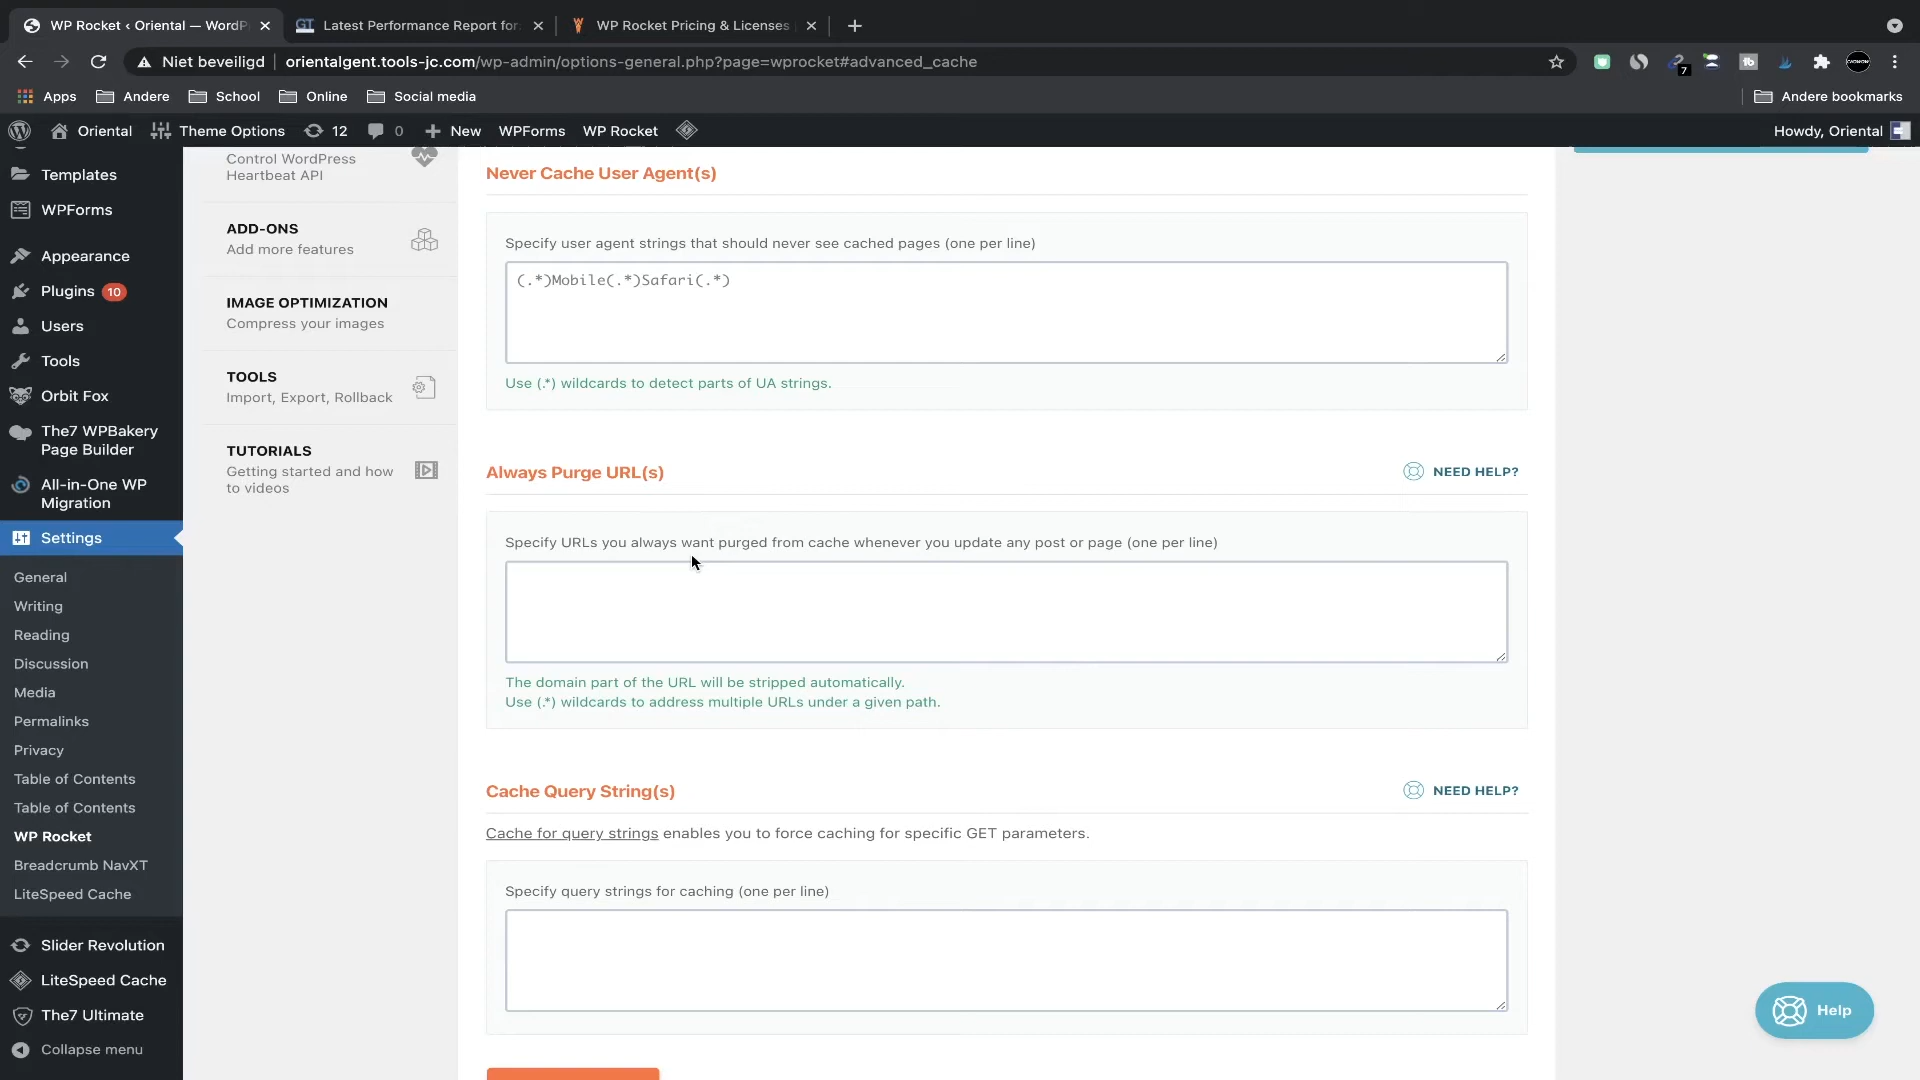 WP Rocket ‹ Oriental — WordP
Latest Performance Report for
WP Rocket Pricing & Licenses
Niet beveiligd
orientalgent.tools-jc.com/wp-admin/options-general.php?page=wprocket#advanced_cache
7
Apps
Andere
School
Online
Social media
Andere bookmarks
Oriental
Theme Options
12
0
New
WPForms
WP Rocket
Howdy, Oriental
Templates
WPForms
Appearance
Plugins 10
Users
Tools
Orbit Fox
The7 WPBakery
Page Builder
All-in-One WP
Migration
Settings
General
Writing
Reading
Discussion
Media
Permalinks
Privacy
Table of Contents
Table of Contents
WP Rocket
Breadcrumb NavXT
LiteSpeed Cache
Slider Revolution
LiteSpeed Cache
The7 Ultimate
Collapse menu
Control WordPress
Heartbeat API
ADD-ONS
Add more features
IMAGE OPTIMIZATION
Compress your images
TOOLS
Import, Export, Rollback
TUTORIALS
Getting started and how
to videos
Never Cache User Agent(s)
Specify user agent strings that should never see cached pages (one per line)
(.*)Mobile(.*)Safari(.*)
Use (.*) wildcards to detect parts of UA strings.
Always Purge URL(s)
NEED HELP?
Specify URLs you always want purged from cache whenever you update any post or page (one per line)
The domain part of the URL will be stripped automatically.
Use (.*) wildcards to address multiple URLs under a given path.
Cache Query String(s)
NEED HELP?
Cache for query strings enables you to force caching for specific GET parameters.
Specify query strings for caching (one per line)
Help